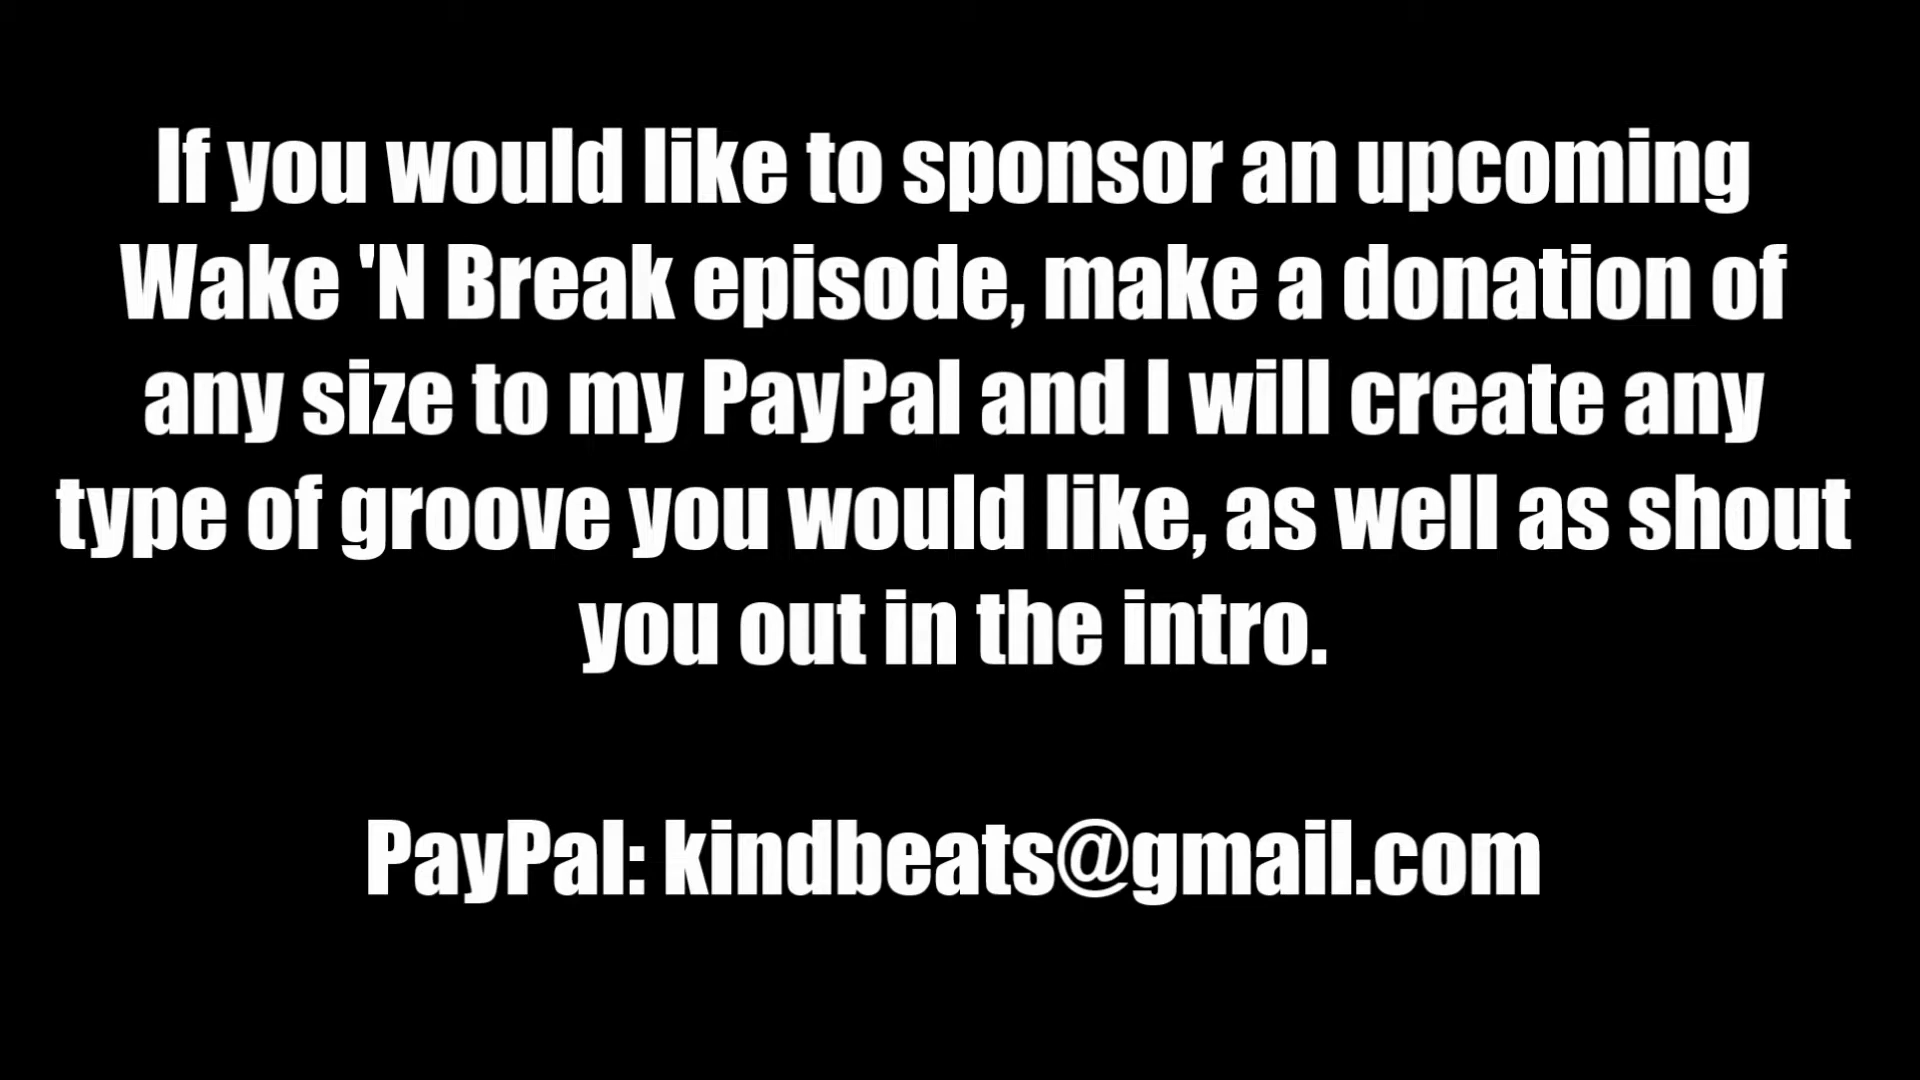 If you would like to sponsor an upcoming
Wake 'N Break episode, make a donation of
any size to my PayPal and I will create any
type of groove you would like, as well as shout
you out in the intro.
PayPal: kindbeats@gmail.com